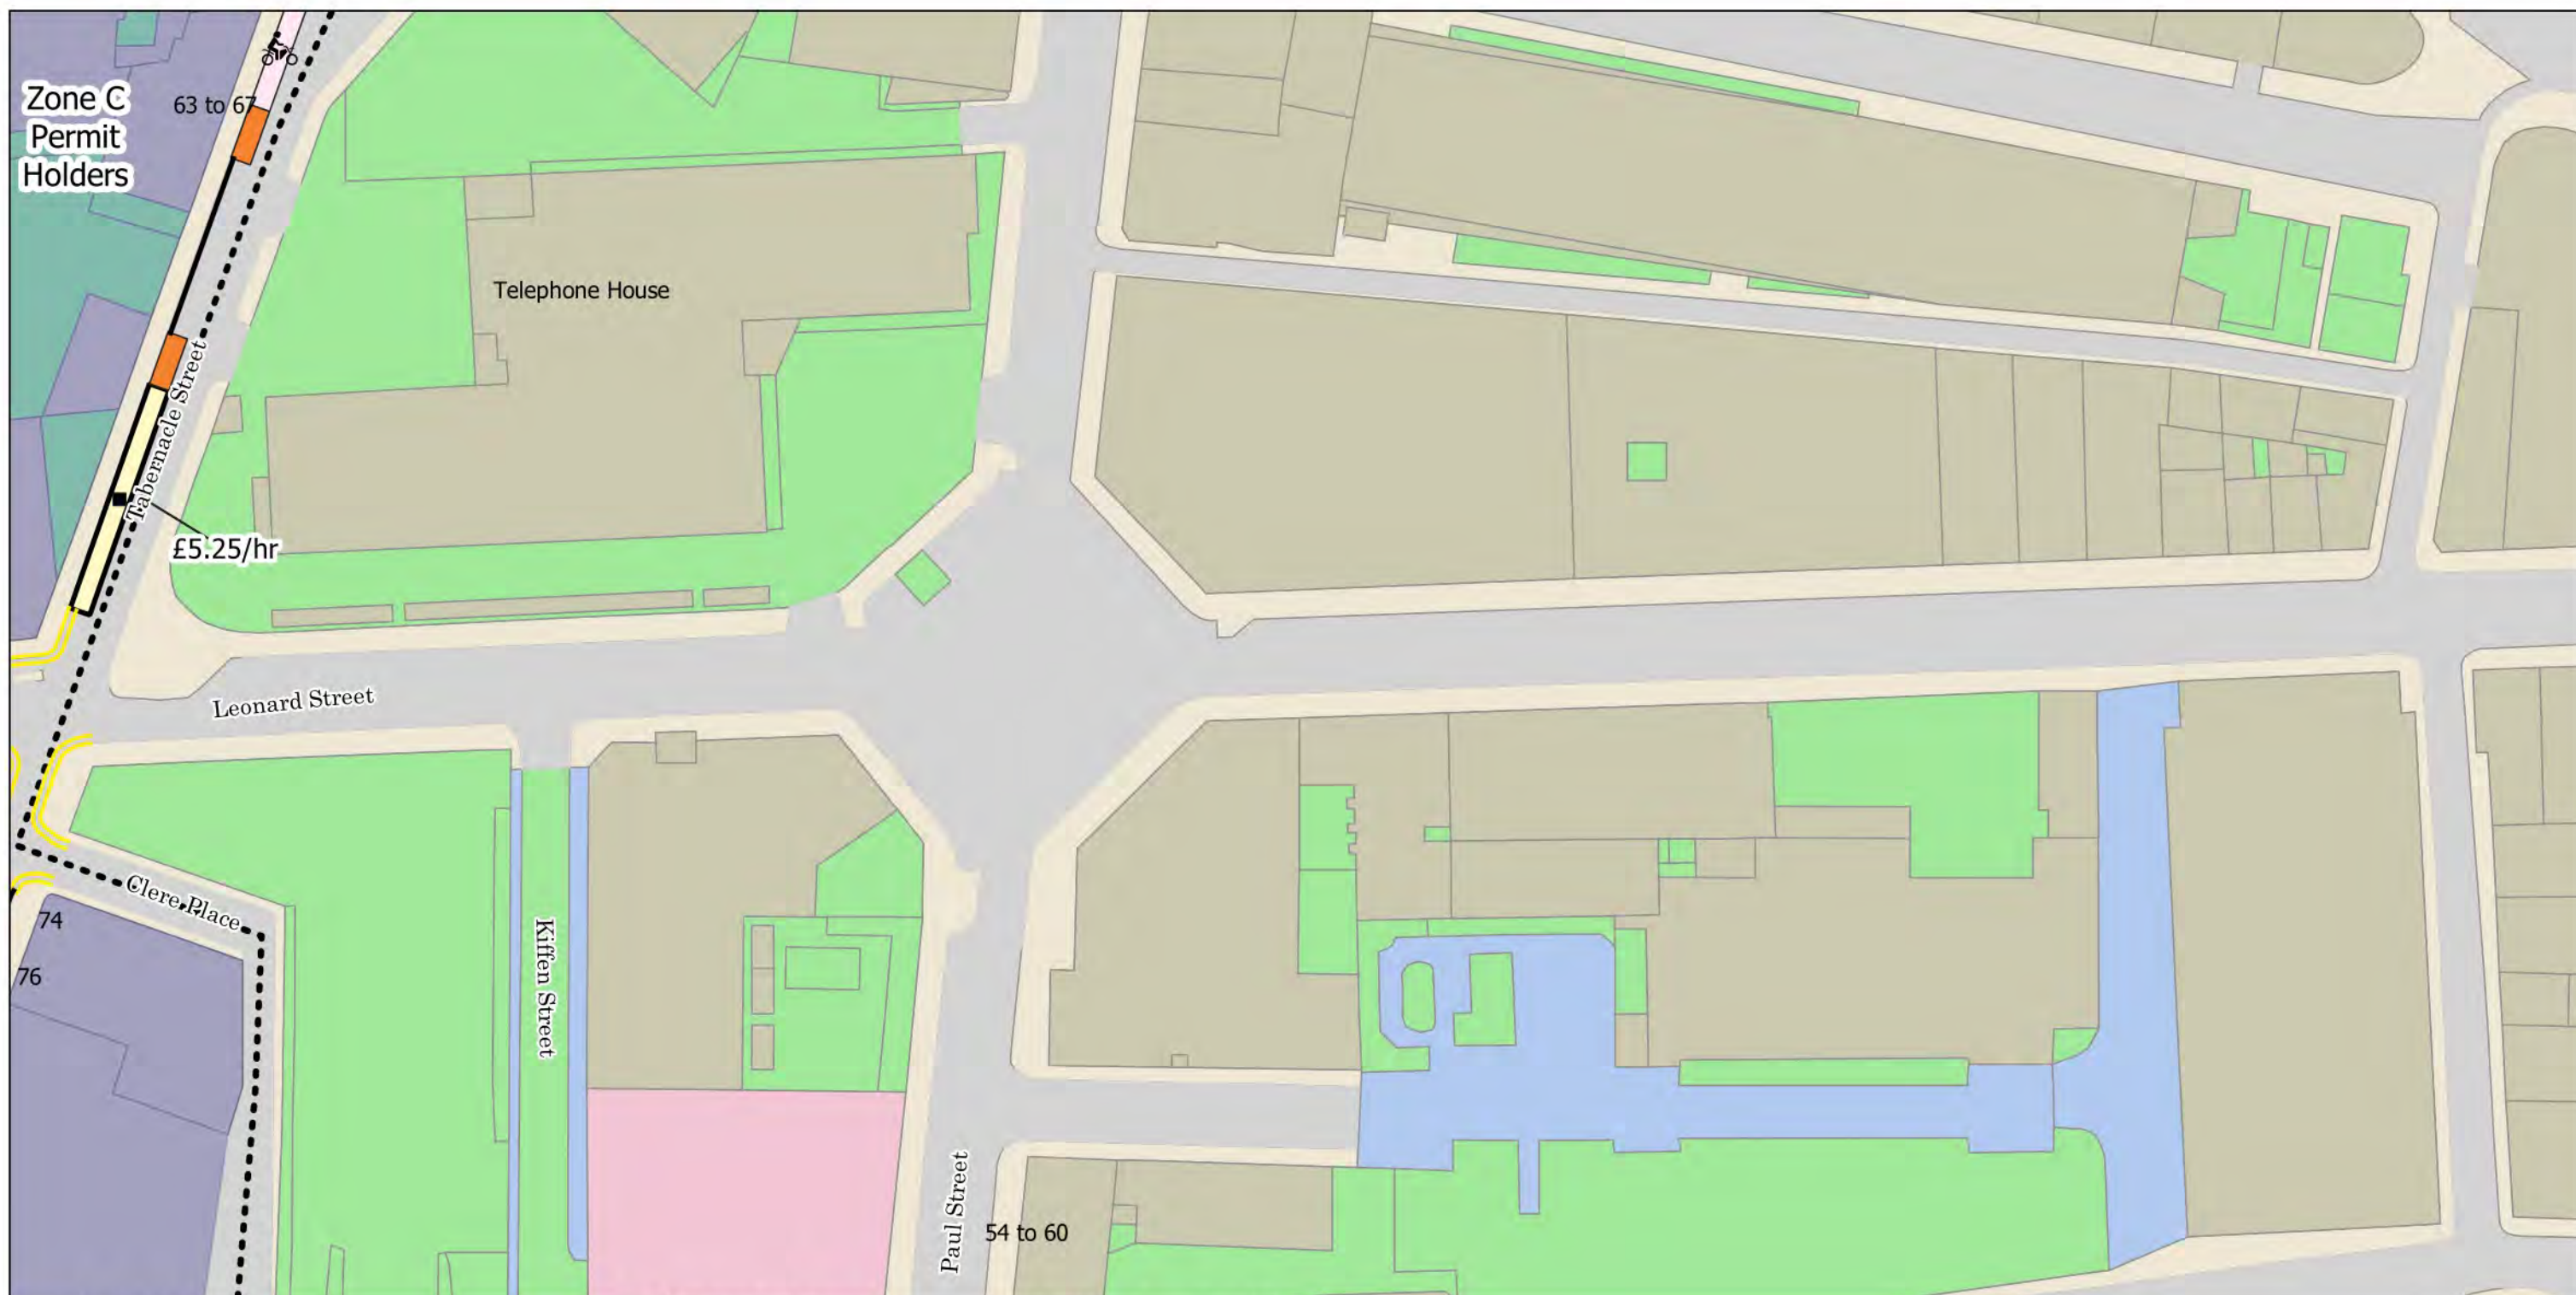 63 to 67
Zone C
Permit
Holders
Telephone House
Tabernacle Street
£5.25/hr
Leonard Street
Clere Place
74
76
Kiffen Street
Paul Street
54 to 60